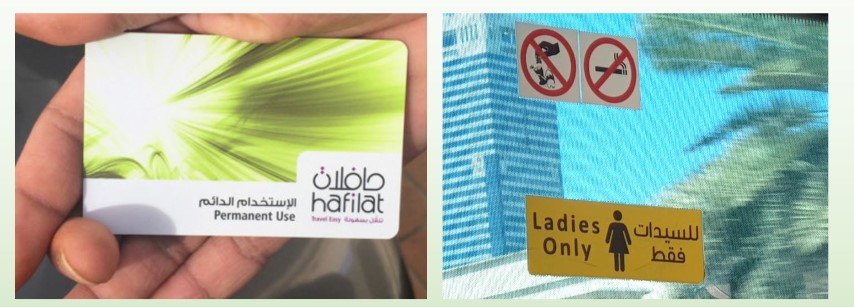 حافلات
hafilat
Travel Easy تنقل بسهولة
الإستخدام الدائم
Permanent Use
Ladies Only
للسيدات فقط